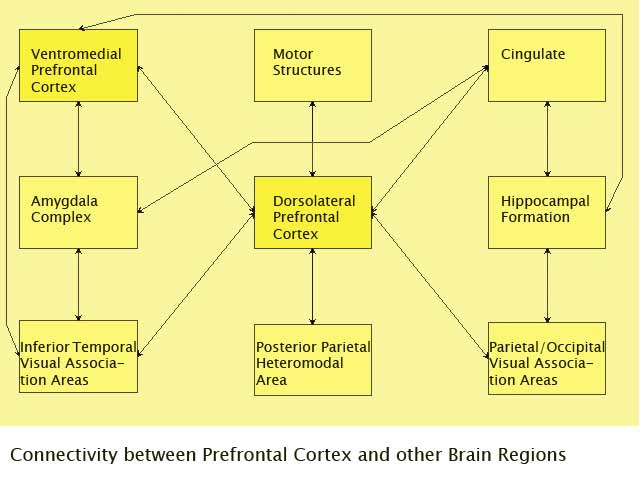 Ventromedial
Prefrontal
Cortex
Motor
Structures
Cingulate
Amygdala
Complex
Dorsolateral
Prefrontal
Cortex
Hippocampal
Formation
Inferior Temporal
Visual Associa-
tion Areas
Posterior Parietal
Heteromodal
Area
Parietal/Occipital
Visual Associa-
tion Areas
Connectivity between Prefrontal Cortex and other Brain Regions